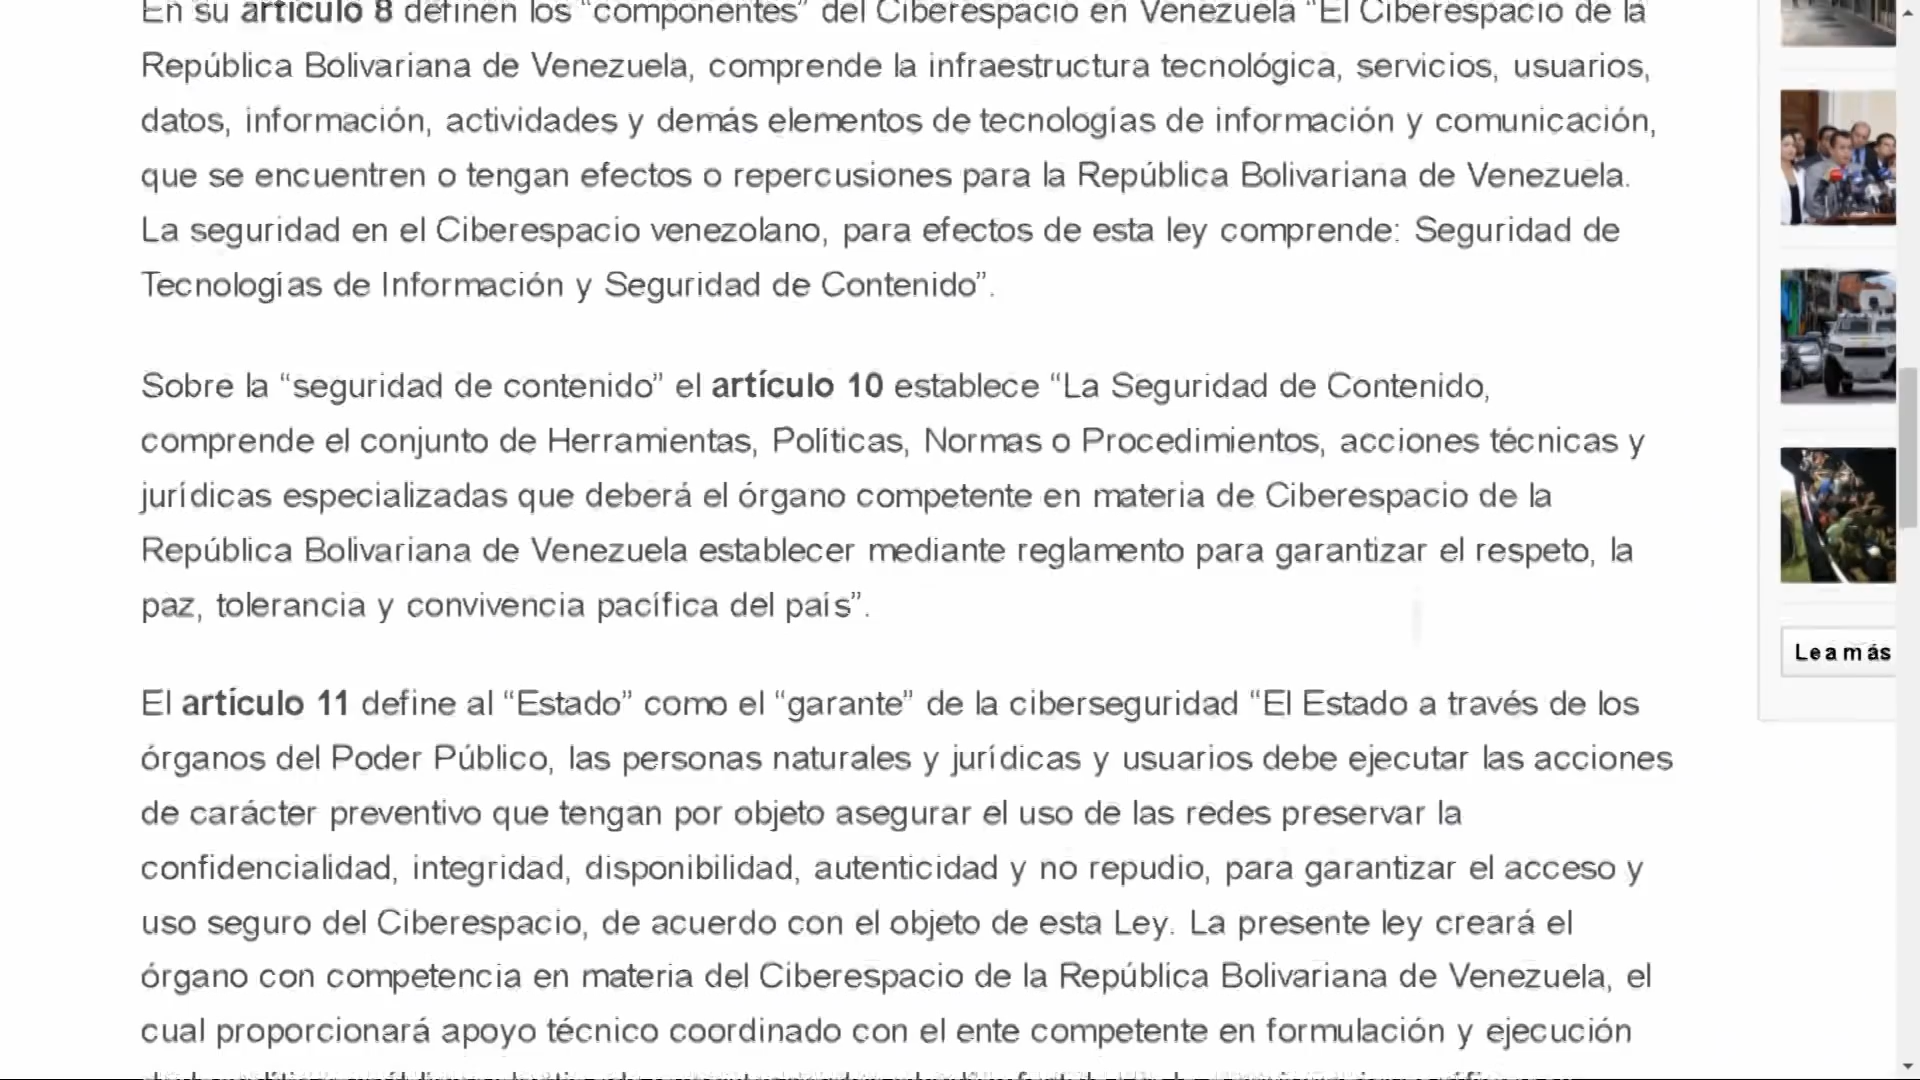 En su artículo 8 definen los “componentes” del Ciberespacio en Venezuela “El Ciberespacio de la
República Bolivariana de Venezuela, comprende la infraestructura tecnológica, servicios, usuarios,
datos, información, actividades y demás elementos de tecnologías de información y comunicación,
que se encuentren o tengan efectos o repercusiones para la República Bolivariana de Venezuela.
La seguridad en el Ciberespacio venezolano, para efectos de esta ley comprende: Seguridad de
Tecnologías de Información y Seguridad de Contenido”.
Sobre la “seguridad de contenido” el artículo 10 establece “La Seguridad de Contenido,
comprende el conjunto de Herramientas, Políticas, Normas o Procedimientos, acciones técnicas y
jurídicas especializadas que deberá el órgano competente en materia de Ciberespacio de la
República Bolivariana de Venezuela establecer mediante reglamento para garantizar el respeto, la
paz, tolerancia y convivencia pacífica del país”.
El artículo 11 define al “Estado” como el “garante” de la ciberseguridad “El Estado a través de los
órganos del Poder Público, las personas naturales y jurídicas y usuarios debe ejecutar las acciones
de carácter preventivo que tengan por objeto asegurar el uso de las redes preservar la
confidencialidad, integridad, disponibilidad, autenticidad y no repudio, para garantizar el acceso y
uso seguro del Ciberespacio, de acuerdo con el objeto de esta Ley. La presente ley creará el
órgano con competencia en materia del Ciberespacio de la República Bolivariana de Venezuela, el
cual proporcionará apoyo técnico coordinado con el ente competente en formulación y ejecución
Lea más